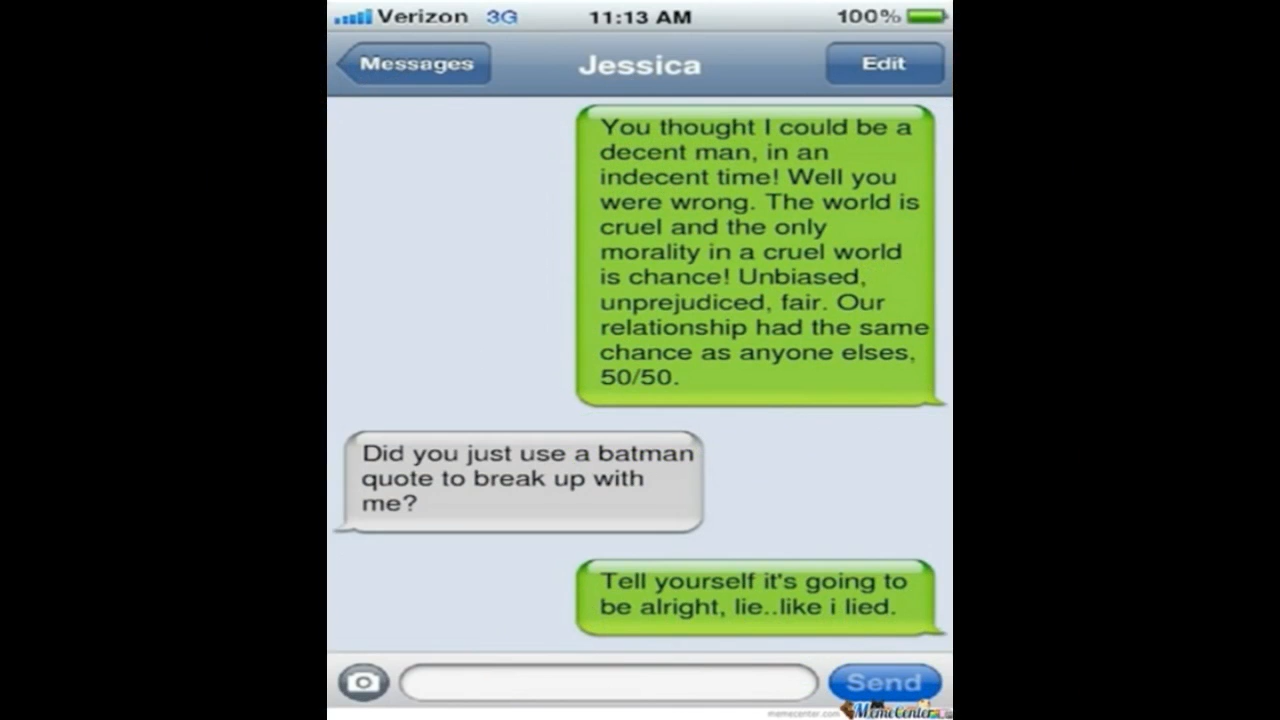 Verizon 3G 11:13 AM 100%
Messages Jessica Edit
You thought I could be a
decent man, in an
indecent time! Well you
were wrong. The world is
cruel and the only
morality in a cruel world
is chance! Unbiased,
unprejudiced, fair. Our
relationship had the same
chance as anyone elses,
50/50.
Did you just use a batman
quote to break up with
me?
Tell yourself it's going to
be alright, lie..like i lied.
Send
memecenter.com MemeCenter